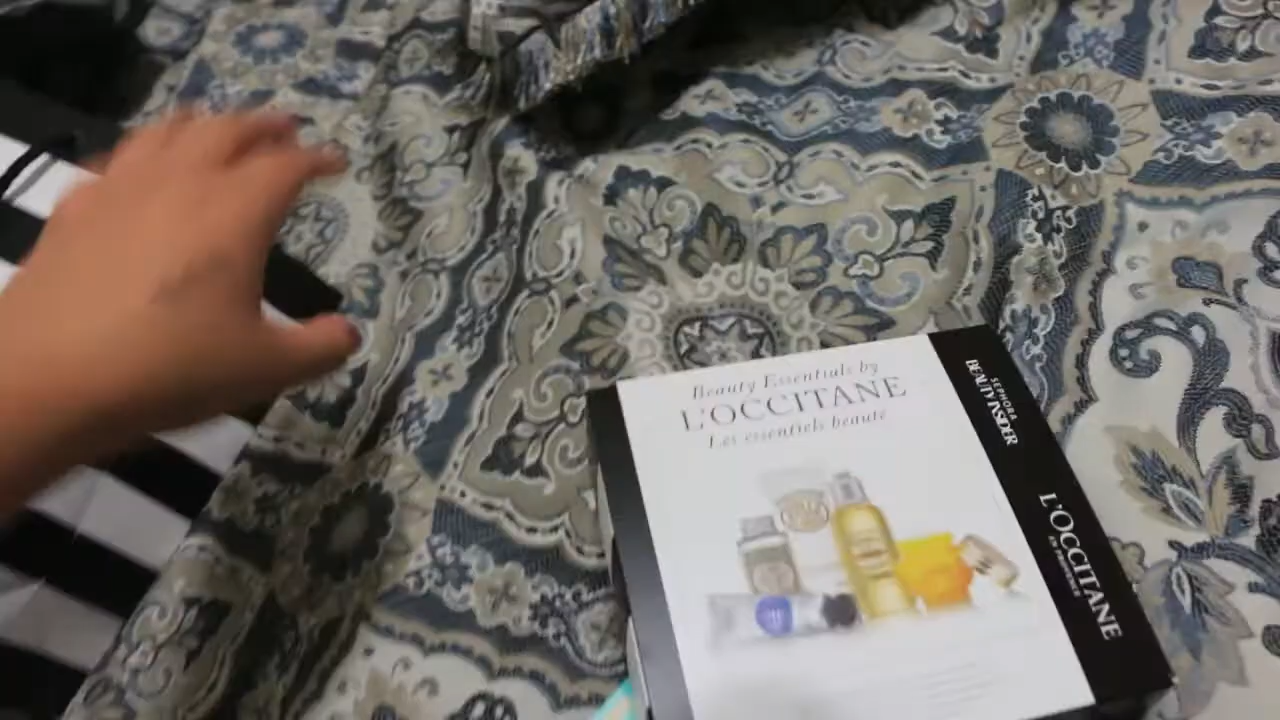 Beauty Essentials by
L'OCCITANE
Les essentiels beauté
SEPHORA
BEAUTY INSIDER
L'OCCITANE
EN PROVENCE